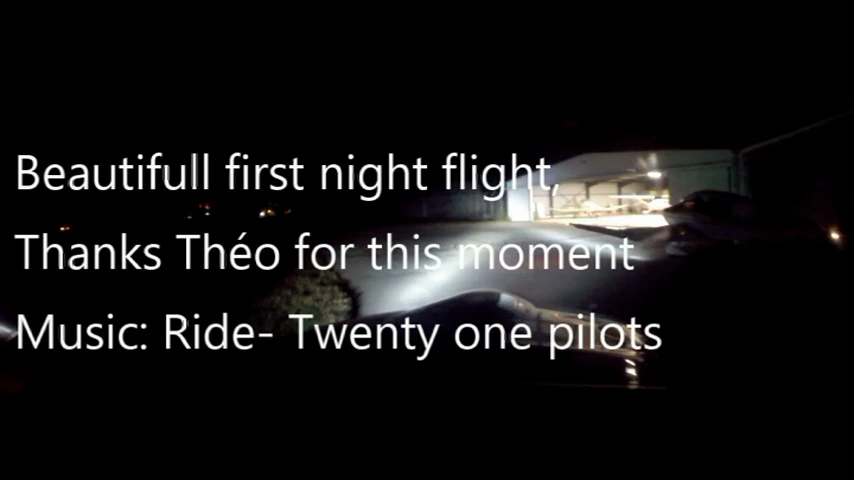 Beautifull first night flight,
Thanks Théo for this moment
Music: Ride- Twenty one pilots